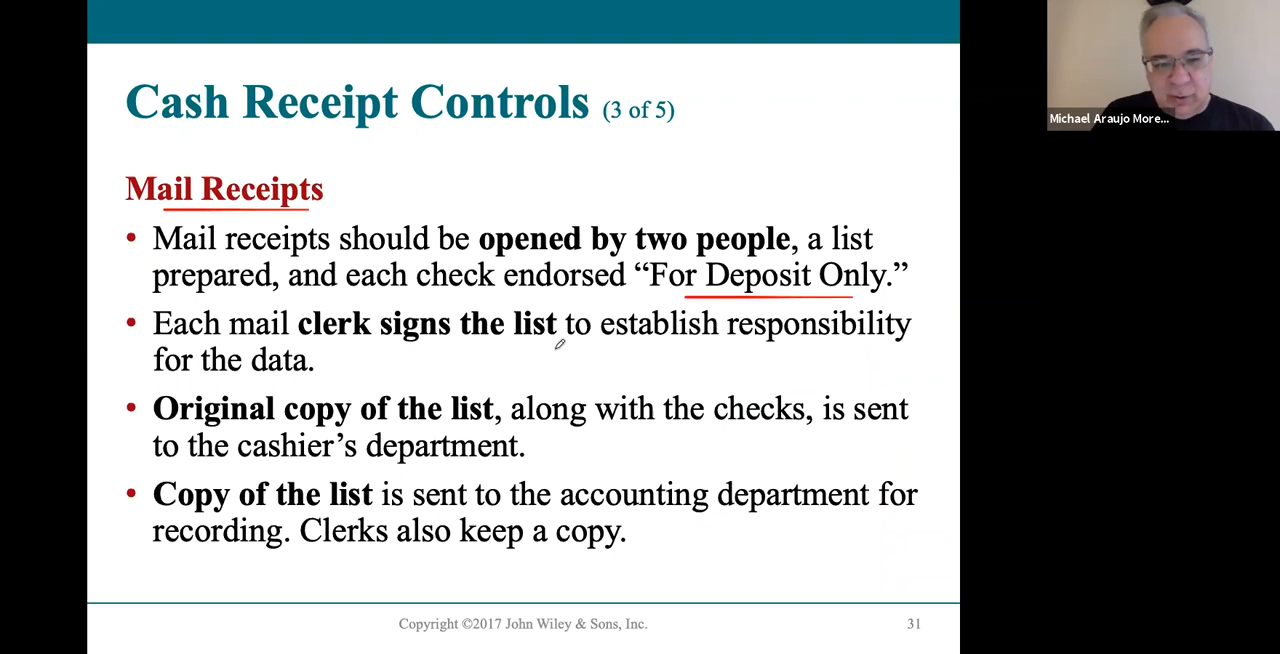 Cash Receipt Controls (3 of 5)
Michael Araujo More...
Mail Receipts
• Mail receipts should be opened by two people, a list
prepared, and each check endorsed “For Deposit Only.”
• Each mail clerk signs the list to establish responsibility
for the data.
• Original copy of the list, along with the checks, is sent
to the cashier’s department.
• Copy of the list is sent to the accounting department for
recording. Clerks also keep a copy.
Copyright ©2017 John Wiley & Sons, Inc.
31